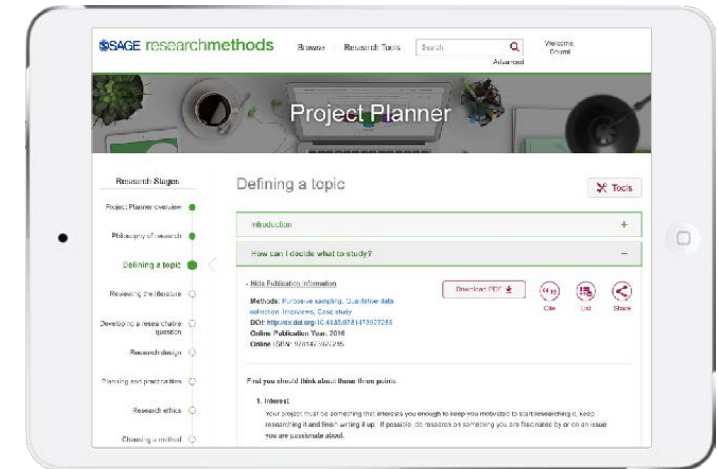 SAGE researchmethods
Browse
Research Tools
Search
Advanced
Welcome,
Project Planner
Research Stages
Project Planner overview
Philosophy of research
Defining a topic
Reviewing the literature
Developing a researchable
question
Research design
Planning and practicalities
Research ethics
Choosing a method
Defining a topic
Tools
Introduction
+
How can I decide what to study?
−
- Hide Publication Information
Methods: Purposive sampling, Qualitative data
collection, Interviews, Case study
Online Publication Year: 2016
Online ISBN:
Download PDF
Cite
List
Share
First you should think about these three points.
1. Interest
Your project must be something that interests you enough to keep you motivated to start researching it, keep
researching it and finish writing it up. If possible, do research on something you are fascinated by or on an issue
you are passionate about.